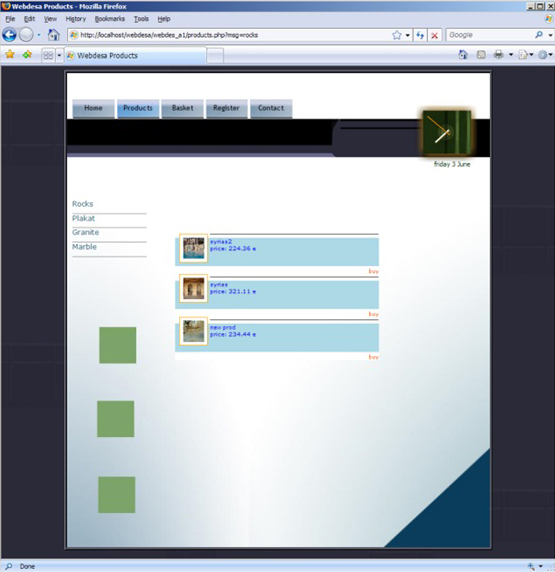 Webdesa Products - Mozilla Firefox
File Edit View History Bookmarks Tools Help
http://localhost/webdesa/webdes_a1/products.php?msg=rocks
Google
Webdesa Products
Home Products Basket Register Contact
friday 3 June
Rocks
Plakat
Granite
Marble
syrias2
price: 224.36 e
buy
syrias
price: 321.11 e
buy
new prod
price: 234.44 e
buy
Done